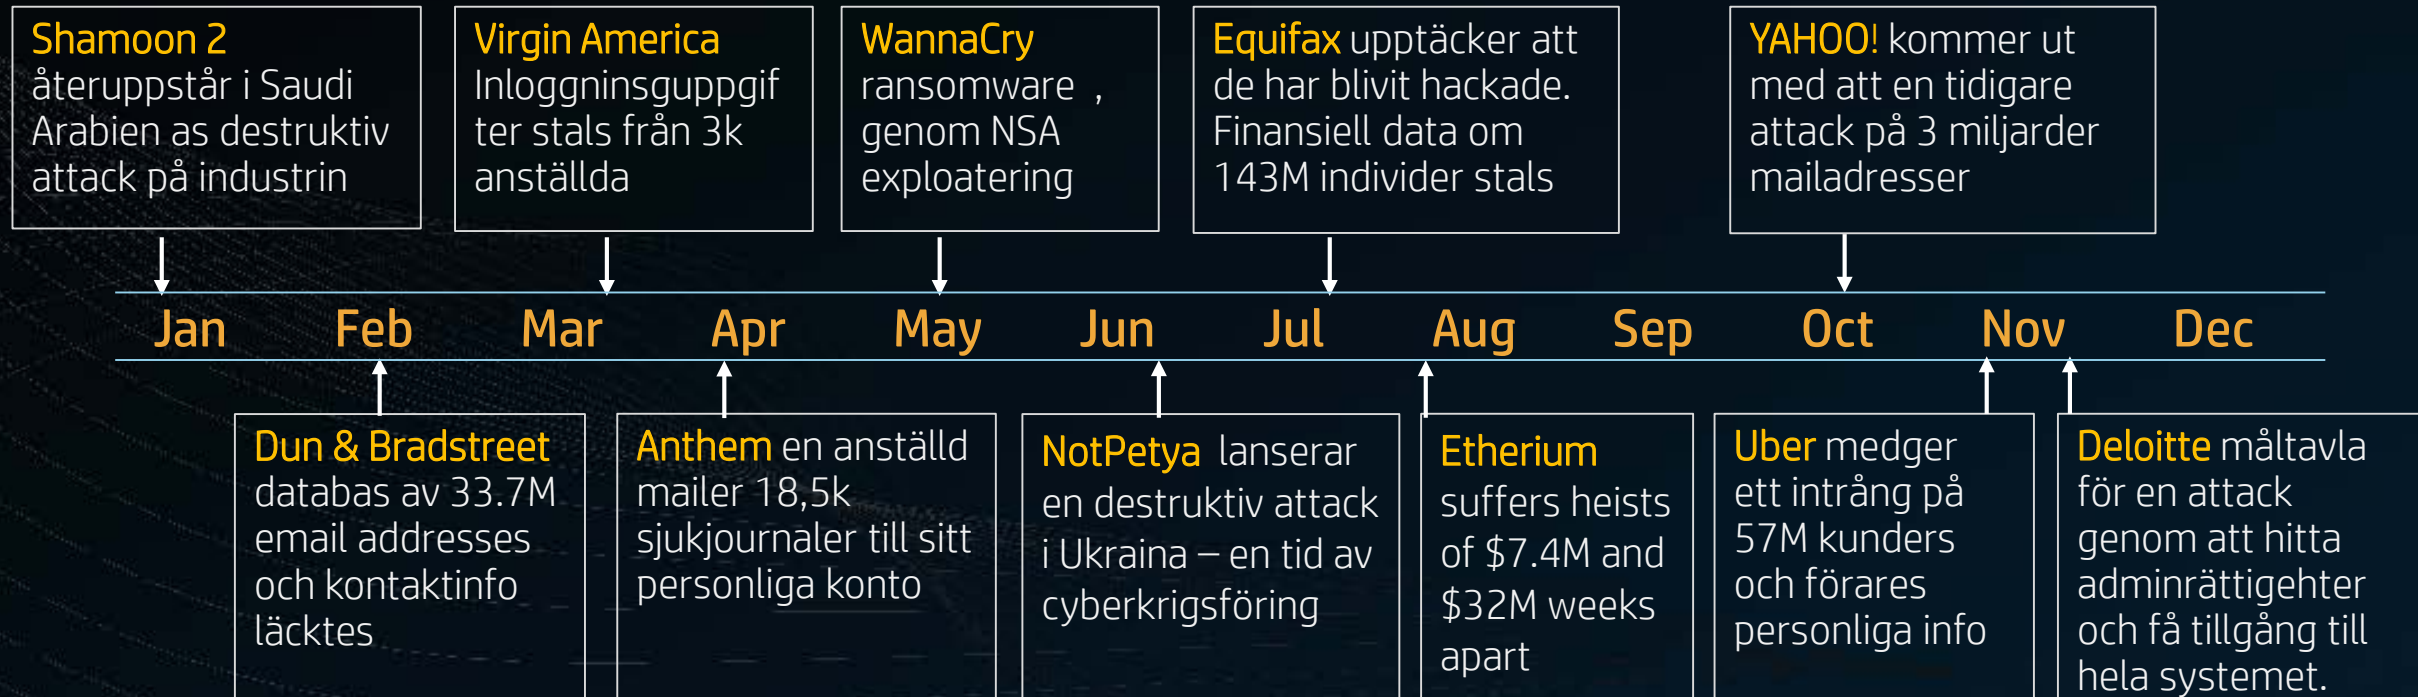 Shamoon 2
återuppstår i Saudi
Arabien as destruktiv
attack på industrin
Virgin America
Inloggninsguppgif
ter stals från 3k
anställda
WannaCry
ransomware ,
genom NSA
exploatering
Equifax upptäcker att
de har blivit hackade.
Finansiell data om
143M individer stals
YAHOO! kommer ut
med att en tidigare
attack på 3 miljarder
mailadresser
Jan Feb Mar Apr May Jun Jul Aug Sep Oct Nov Dec
Dun & Bradstreet
databas av 33.7M
email addresses
och kontaktinfo
läcktes
Anthem en anställd
mailer 18,5k
sjukjournaler till sitt
personliga konto
NotPetya lanserar
en destruktiv attack
i Ukraina – en tid av
cyberkrigsföring
Etherium
suffers heists
of $7.4M and
$32M weeks
apart
Uber medger
ett intrång på
57M kunders
och förares
personliga info
Deloitte måltavla
för en attack
genom att hitta
adminrättigehter
och få tillgång till
hela systemet.